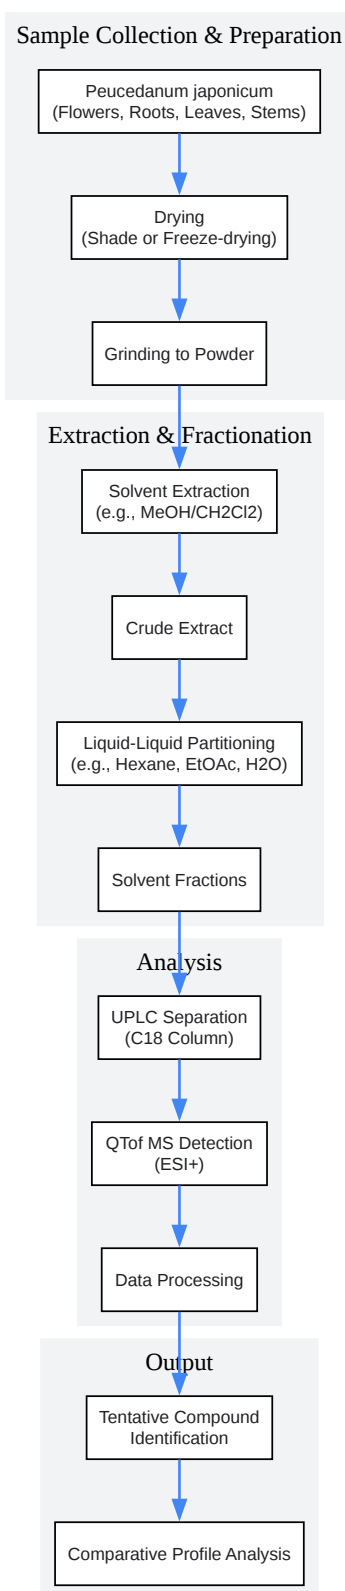 Sample Collection & Preparation
Peucedanum japonicum
(Flowers, Roots, Leaves, Stems)
Drying
(Shade or Freeze-drying)
Grinding to Powder
Extraction & Fractionation
Solvent Extraction
(e.g., MeOH/CH2Cl2)
Crude Extract
Liquid-Liquid Partitioning
(e.g., Hexane, EtOAc, H2O)
Solvent Fractions
Analysis
UPLC Separation
(C18 Column)
QTof MS Detection
(ESI+)
Data Processing
Output
Tentative Compound
Identification
Comparative Profile Analysis